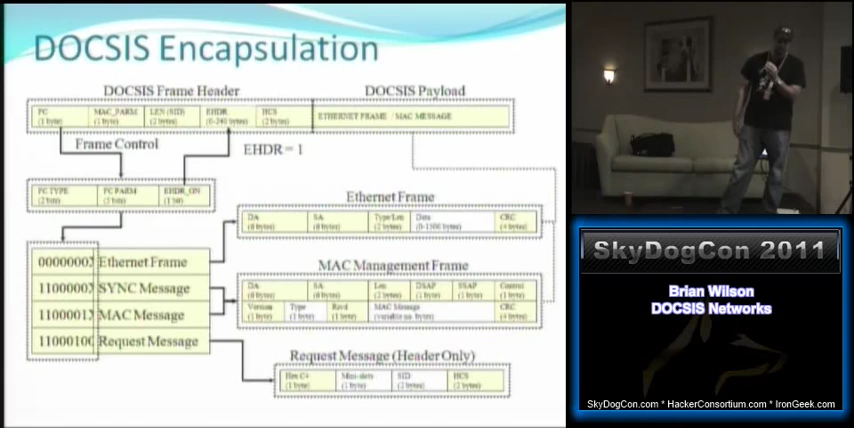 DOCSIS Encapsulation
DOCSIS Frame Header
DOCSIS Payload
FC
(1 byte)
MAC_PARM
(1 byte)
LEN (SID)
(2 bytes)
EHDR
(0-240 bytes)
HCS
(2 bytes)
ETHERNET FRAME / MAC MESSAGE
Frame Control
EHDR = 1
FC TYPE
(2 bits)
FC PARM
(5 bits)
EHDR_ON
(1 bit)
Ethernet Frame
DA
(6 bytes)
SA
(6 bytes)
Type/Len
(2 bytes)
Data
(0-1500 bytes)
CRC
(4 bytes)
Ethernet Frame
SYNC Message
MAC Message
11000100 Request Message
MAC Management Frame
DA
(6 bytes)
SA
(6 bytes)
Len
(2 bytes)
DSAP
(1 byte)
SSAP
(1 byte)
Control
(1 byte)
Version
(1 byte)
Type
(1 byte)
Rsvd
(1 byte)
MAC Message
CRC
(4 bytes)
Request Message (Header Only)
(1 byte)
Mini-slots
(1 byte)
SID
(2 bytes)
HCS
(2 bytes)
SkyDogCon 2011
Brian Wilson
DOCSIS Networks
SkyDogCon.com * HackerConsortium.com * IronGeek.com